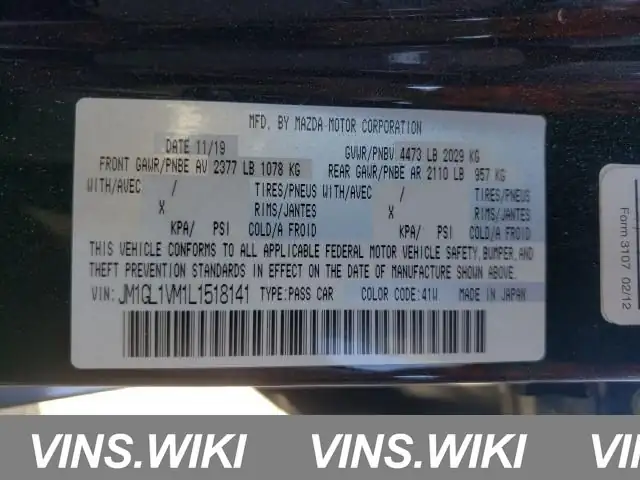 MFD. BY MAZDA-MOTOR CORPORATION
DATE 11/19 GVWR/PNBV 4473 LB 2029 KG
FRONT GAWR/PNBE AV 2377 LB 1078 KG REAR GAWR/PNBE AR 2110 LB 957 KG
WITH/AVEC / TIRES/PNEUS WITH/AVEC / TIRES/PNEUS
X RIMS/JANTES X RIMS/JANTES
KPA/ PSI COLD/A FROID KPA/ PSI COLD/A FROID
THIS VEHICLE CONFORMS TO ALL APPLICABLE FEDERAL MOTOR VEHICLE SAFETY, BUMPER, AND
THEFT PREVENTION STANDARDS IN EFFECT ON THE DATE OF MANUFACTURE SHOWN ABOVE.
VIN: JM1GL1VM1L1518141 TYPE:PASS CAR COLOR CODE:41W MADE IN JAPAN
Form 3107 02/12
VINS.WIKI VINS.WIKI VI